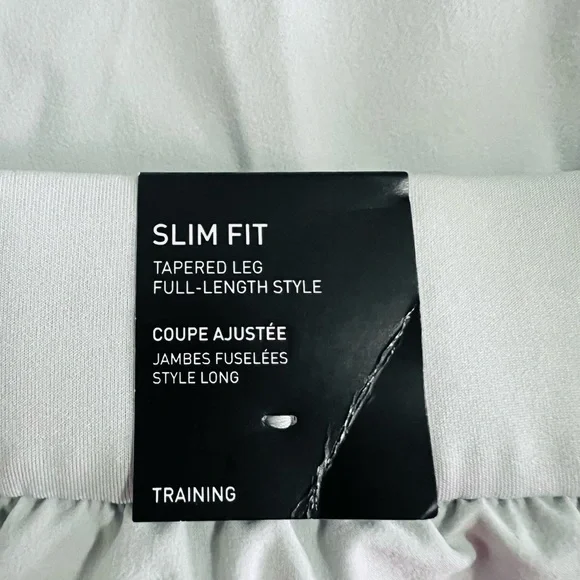 SLIM FIT
TAPERED LEG
FULL-LENGTH STYLE
COUPE AJUSTÉE
JAMBES FUSELÉES
STYLE LONG
TRAINING